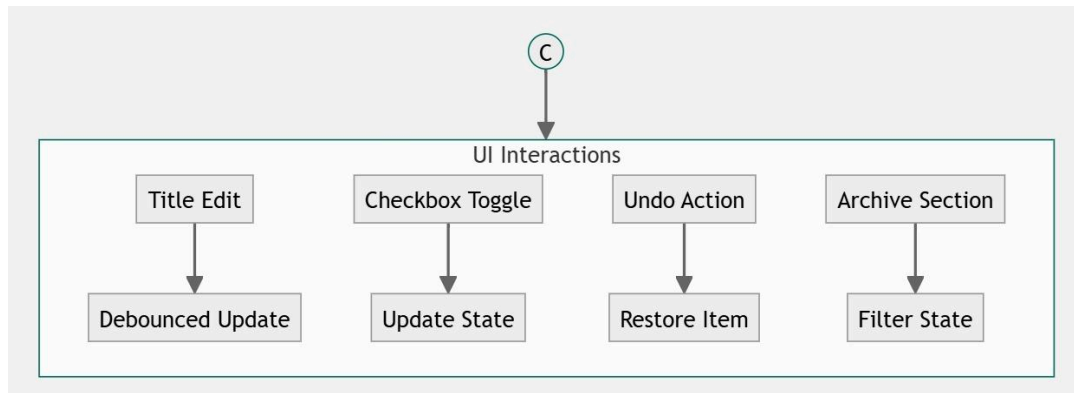 C
UI Interactions
Title Edit
Checkbox Toggle
Undo Action
Archive Section
Debounced Update
Update State
Restore Item
Filter State